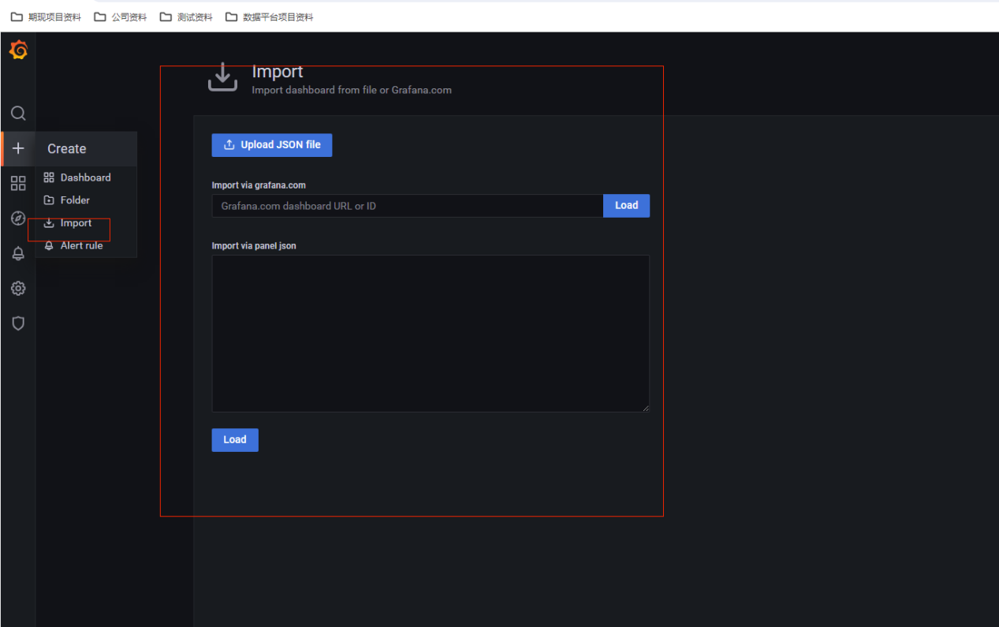 期现项目资料 公司资料 测试资料 数据平台项目资料
Import
Import dashboard from file or Grafana.com
Create
Dashboard
Folder
Import
Alert rule
Upload JSON file
Import via grafana.com
Grafana.com dashboard URL or ID Load
Import via panel json
Load